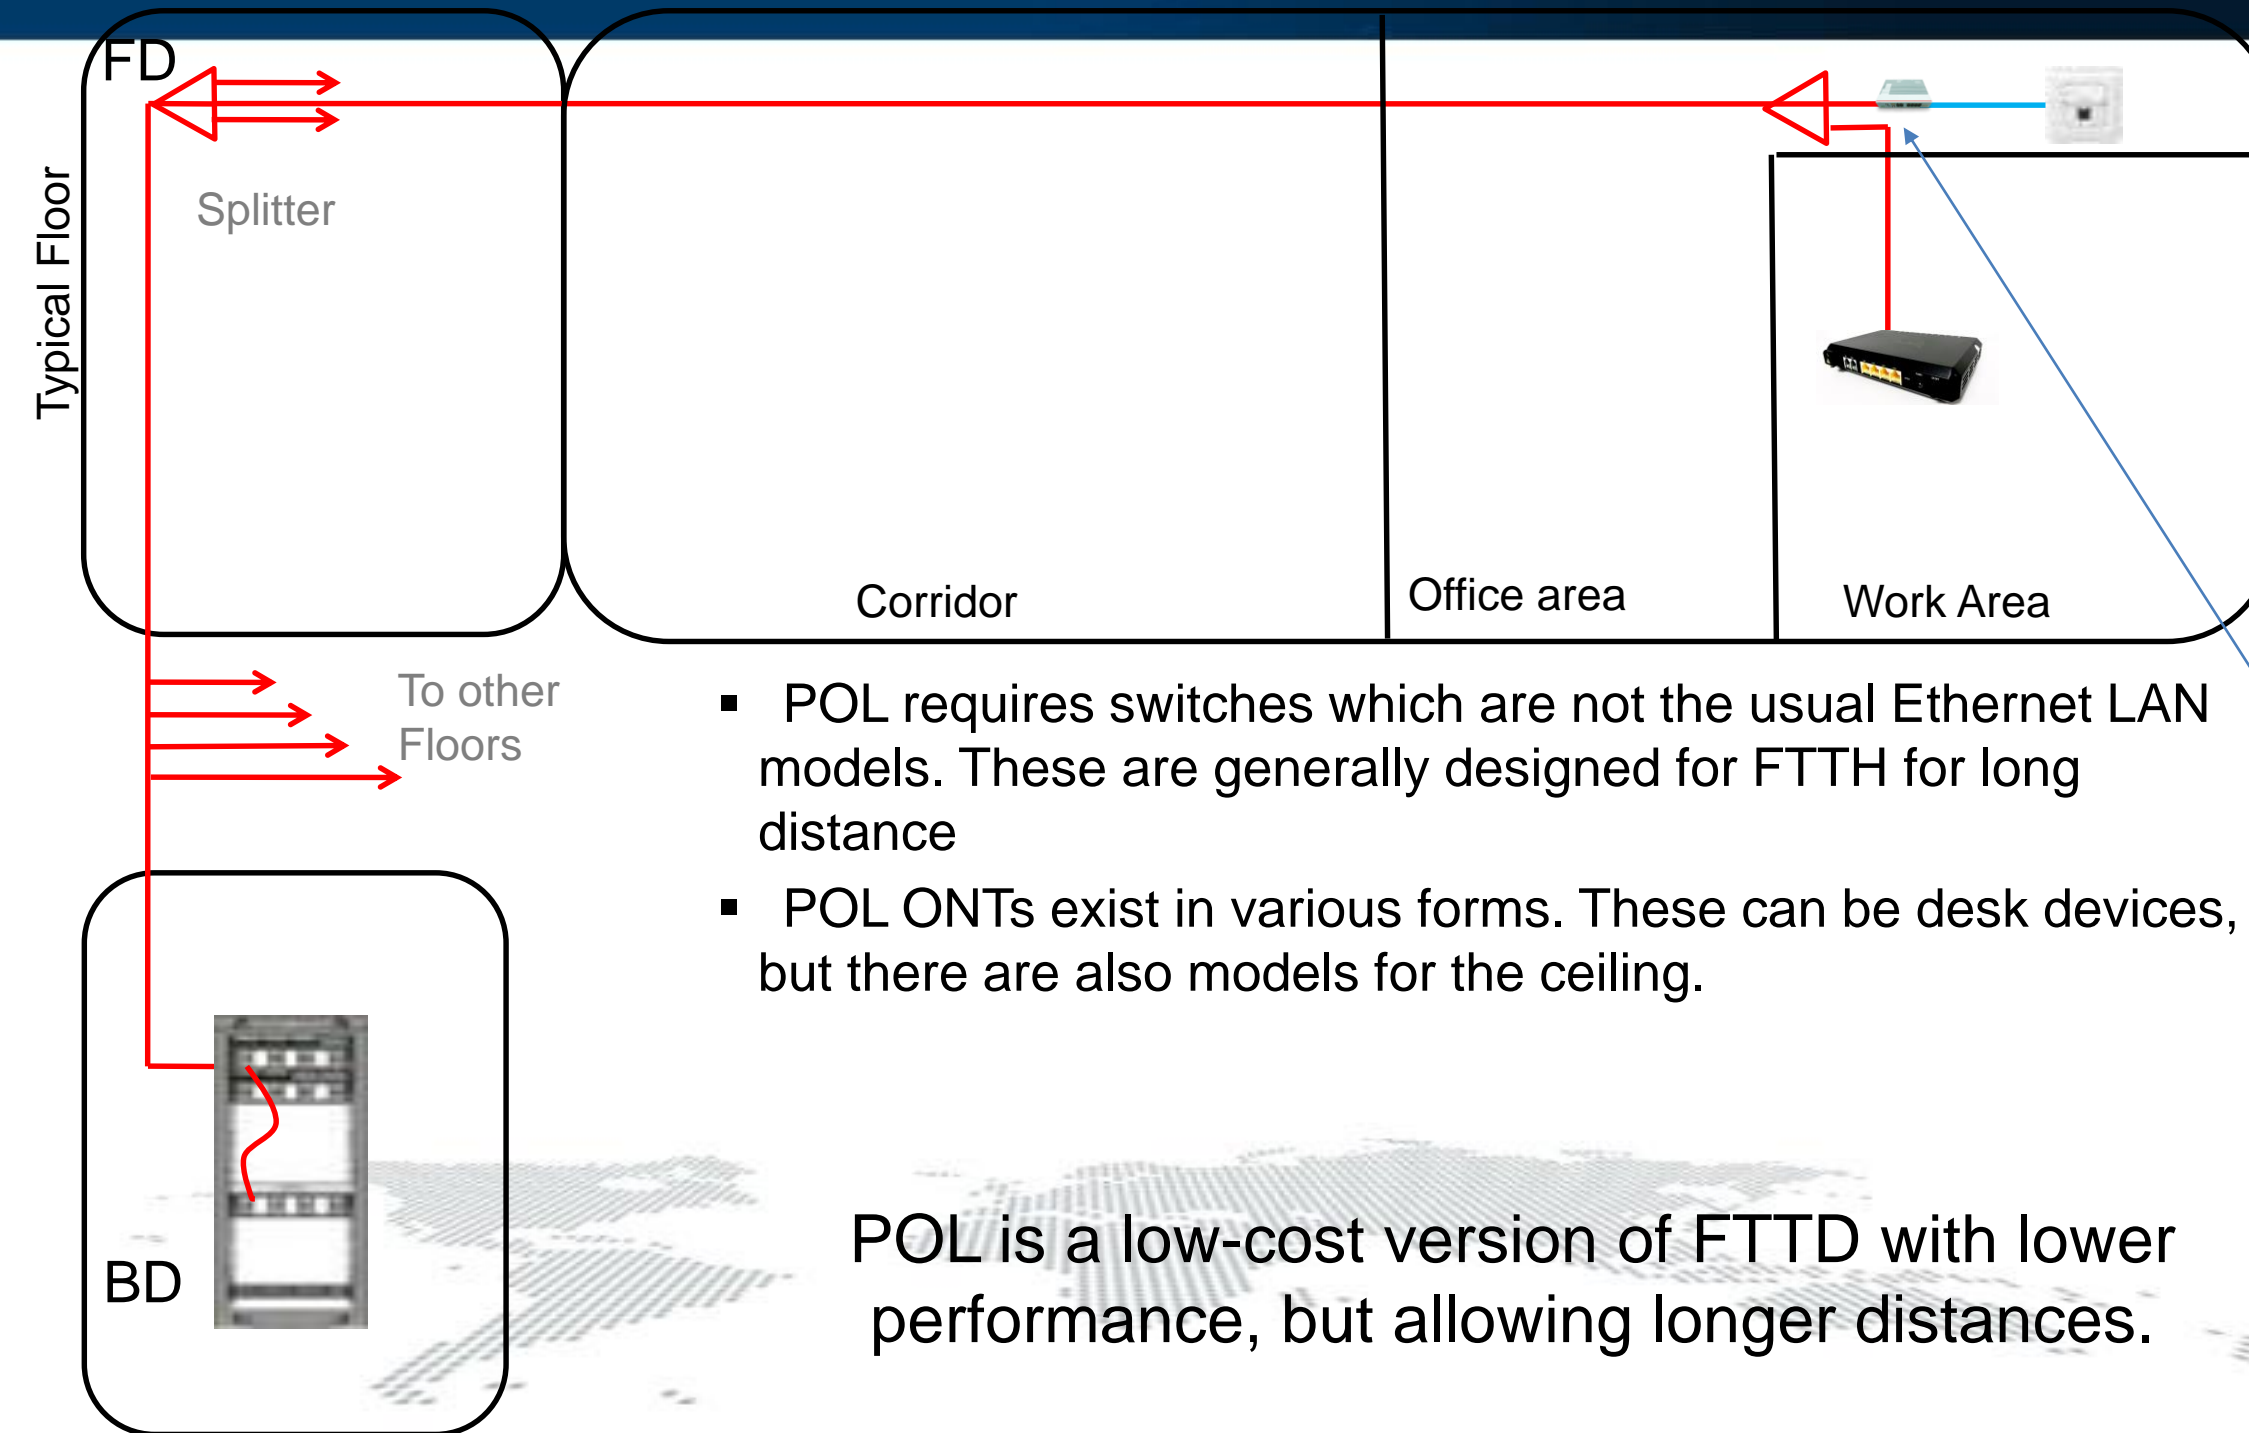 FD
Typical Floor
Splitter
Corridor
Office area
Work Area
To other
Floors
▪ POL requires switches which are not the usual Ethernet LAN
models. These are generally designed for FTTH for long
distance
▪ POL ONTs exist in various forms. These can be desk devices,
but there are also models for the ceiling.
BD
POL is a low-cost version of FTTD with lower
performance, but allowing longer distances.